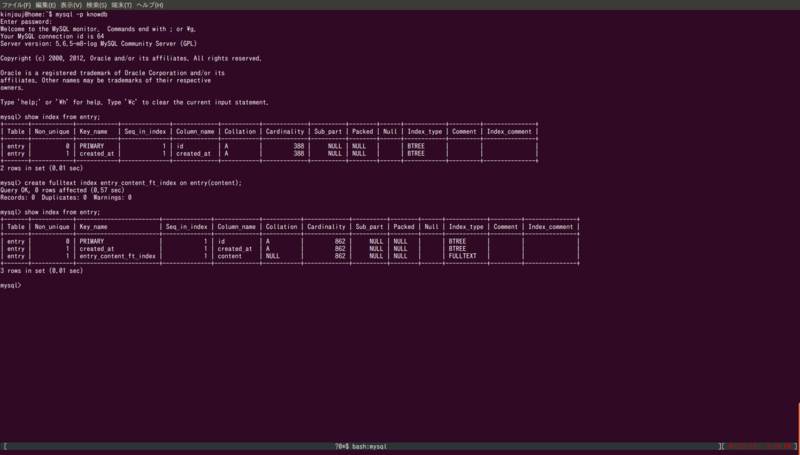 ファイル(F) 編集(E) 表示(V) 検索(S) 端末(T) ヘルプ(H)
kinjouj@home:~$ mysql -p knowdb
Enter password:
Welcome to the MySQL monitor.  Commands end with ; or ¥g.
Your MySQL connection id is 64
Server version: 5.6.5-m8-log MySQL Community Server (GPL)
Copyright (c) 2000, 2012, Oracle and/or its affiliates. All rights reserved.
Oracle is a registered trademark of Oracle Corporation and/or its
affiliates. Other names may be trademarks of their respective
owners.
Type 'help;' or '¥h' for help. Type '¥c' to clear the current input statement.
mysql> show index from entry;
+-------+------------+------------+--------------+-------------+-----------+-------------+----------+--------+------+------------+---------+---------------+
| Table | Non_unique | Key_name   | Seq_in_index | Column_name | Collation | Cardinality | Sub_part | Packed | Null | Index_type | Comment | Index_comment |
+-------+------------+------------+--------------+-------------+-----------+-------------+----------+--------+------+------------+---------+---------------+
| entry |          0 | PRIMARY    |            1 | id          | A         |         388 |     NULL | NULL   |      | BTREE      |         |               |
| entry |          1 | created_at |            1 | created_at  | A         |         388 |     NULL | NULL   |      | BTREE      |         |               |
+-------+------------+------------+--------------+-------------+-----------+-------------+----------+--------+------+------------+---------+---------------+
2 rows in set (0.01 sec)
mysql> create fulltext index entry_content_ft_index on entry(content);
Query OK, 0 rows affected (0.57 sec)
Records: 0  Duplicates: 0  Warnings: 0
mysql> show index from entry;
+-------+------------+------------------------+--------------+-------------+-----------+-------------+----------+--------+------+------------+---------+---------------+
| Table | Non_unique | Key_name               | Seq_in_index | Column_name | Collation | Cardinality | Sub_part | Packed | Null | Index_type | Comment | Index_comment |
+-------+------------+------------------------+--------------+-------------+-----------+-------------+----------+--------+------+------------+---------+---------------+
| entry |          0 | PRIMARY                |            1 | id          | A         |         862 |     NULL | NULL   |      | BTREE      |         |               |
| entry |          1 | created_at             |            1 | created_at  | A         |         862 |     NULL | NULL   |      | BTREE      |         |               |
| entry |          1 | entry_content_ft_index |            1 | content     | NULL      |         862 |     NULL | NULL   |      | FULLTEXT   |         |               |
+-------+------------+------------------------+--------------+-------------+-----------+-------------+----------+--------+------+------------+---------+---------------+
3 rows in set (0.01 sec)
mysql>
[ ?0*$ bash:mysql ][ ]